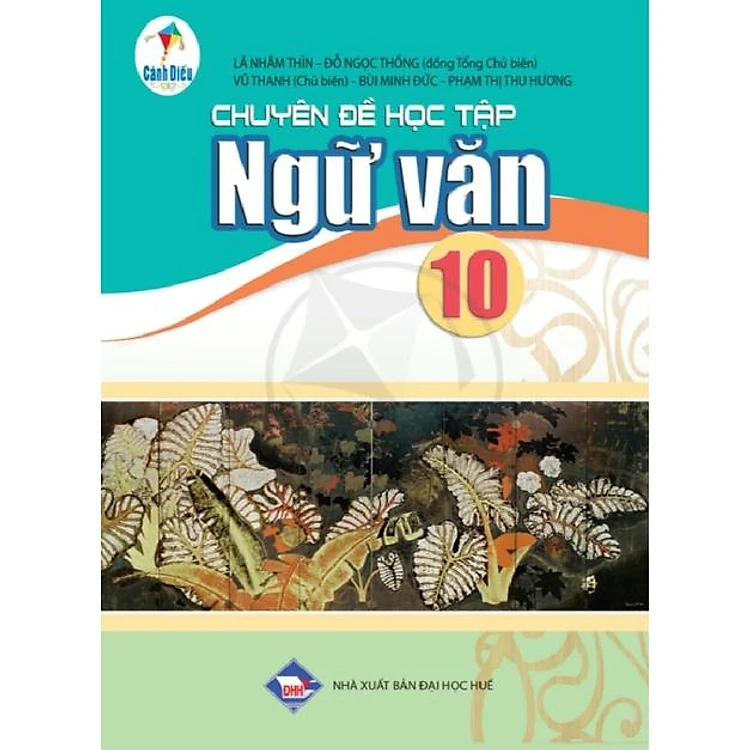 Cánh Diều
LÃ NHÂM THÌN – ĐỖ NGỌC THỐNG (đồng Tổng Chủ biên)
VŨ THANH (Chủ biên) – BÙI MINH ĐỨC – PHẠM THỊ THU HƯƠNG
CHUYÊN ĐỀ HỌC TẬP
Ngữ văn
10
ĐHH
NHÀ XUẤT BẢN ĐẠI HỌC HUẾ